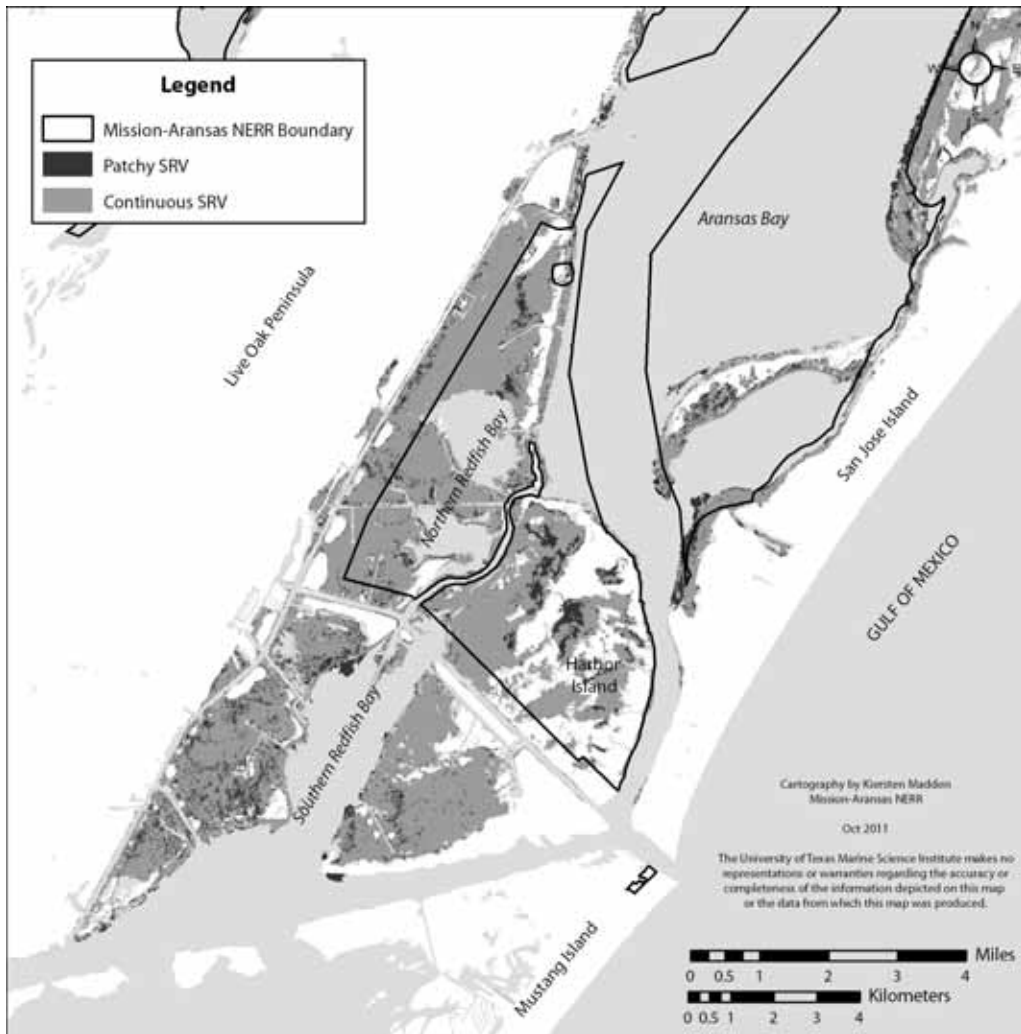 Legend
Mission-Aransas NERR Boundary
Patchy SRV
Continuous SRV
N
W
E
Aransas Bay
Live Oak Peninsula
Northern Redfish Bay
San Jose Island
GULF OF MEXICO
Harbor
Island
Southern Redfish Bay
Mustang Island
Cartography by Kiersten Madden
Mission-Aransas NERR
Oct 2011
The University of Texas Marine Science Institute makes no
representations or warranties regarding the accuracy or
completeness of the information depicted on this map
or the data from which this map was produced.
Miles
0 0.5 1 2 3 4
Kilometers
0 0.5 1 2 3 4